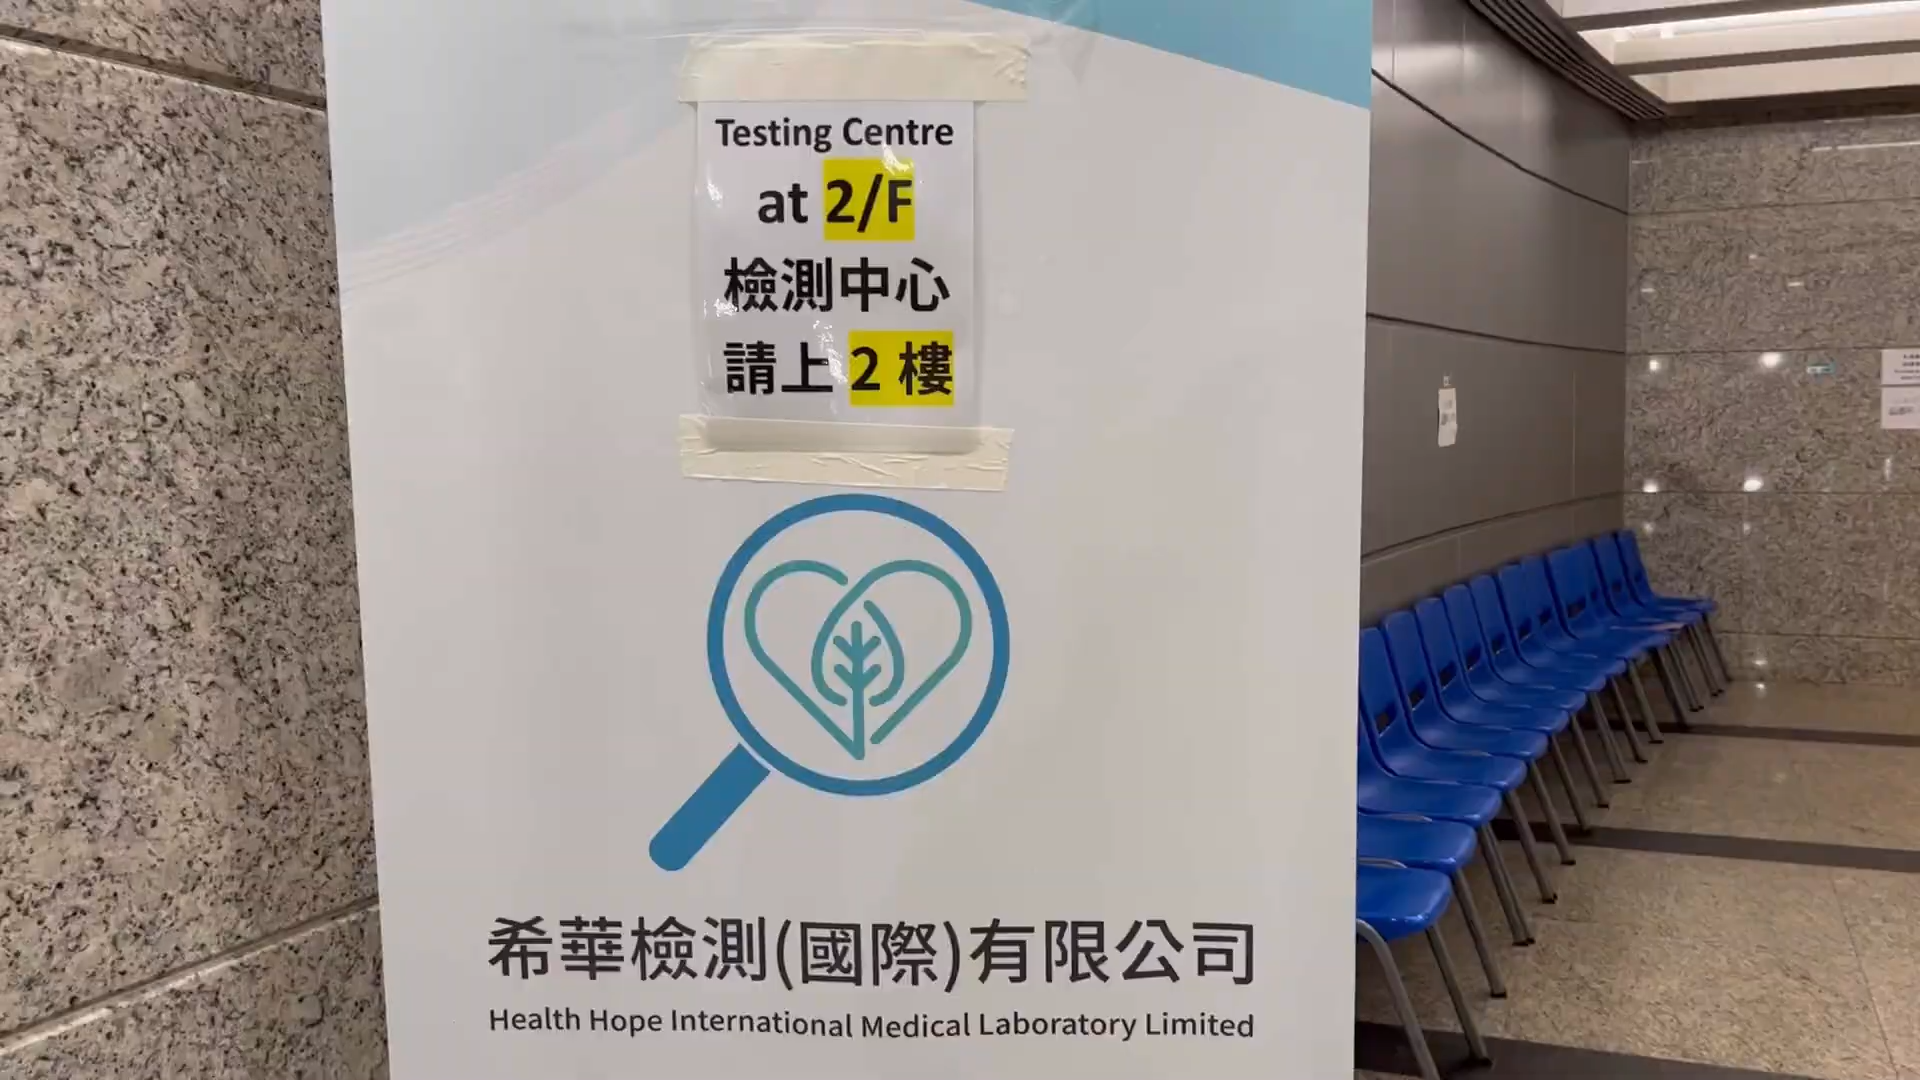 Testing Centre
at 2/F
檢測中心
請上 2 樓
希華檢測(國際)有限公司
Health Hope International Medical Laboratory Limited